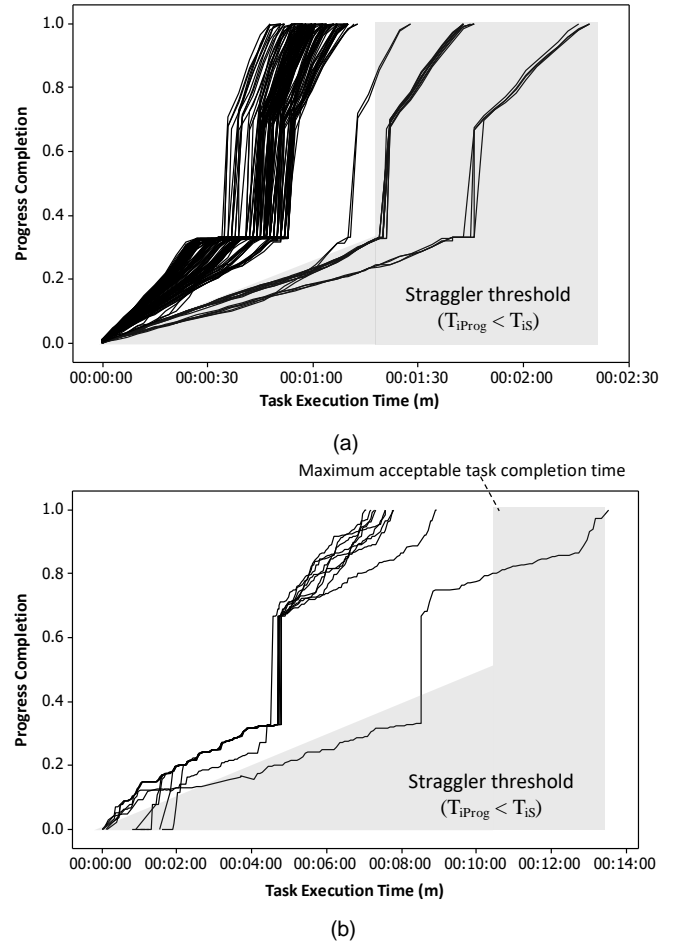 1.0
0.8
0.6
0.4
0.2
0.0
Progress Completion
Straggler threshold
(TiProg < TiS)
00:00:00 00:00:30 00:01:00 00:01:30 00:02:00 00:02:30
Task Execution Time (m)
(a)
Maximum acceptable task completion time
1.0
0.8
0.6
0.4
0.2
0.0
Progress Completion
Straggler threshold
(TiProg < TiS)
00:00:00 00:02:00 00:04:00 00:06:00 00:08:00 00:10:00 00:12:00 00:14:00
Task Execution Time (m)
(b)